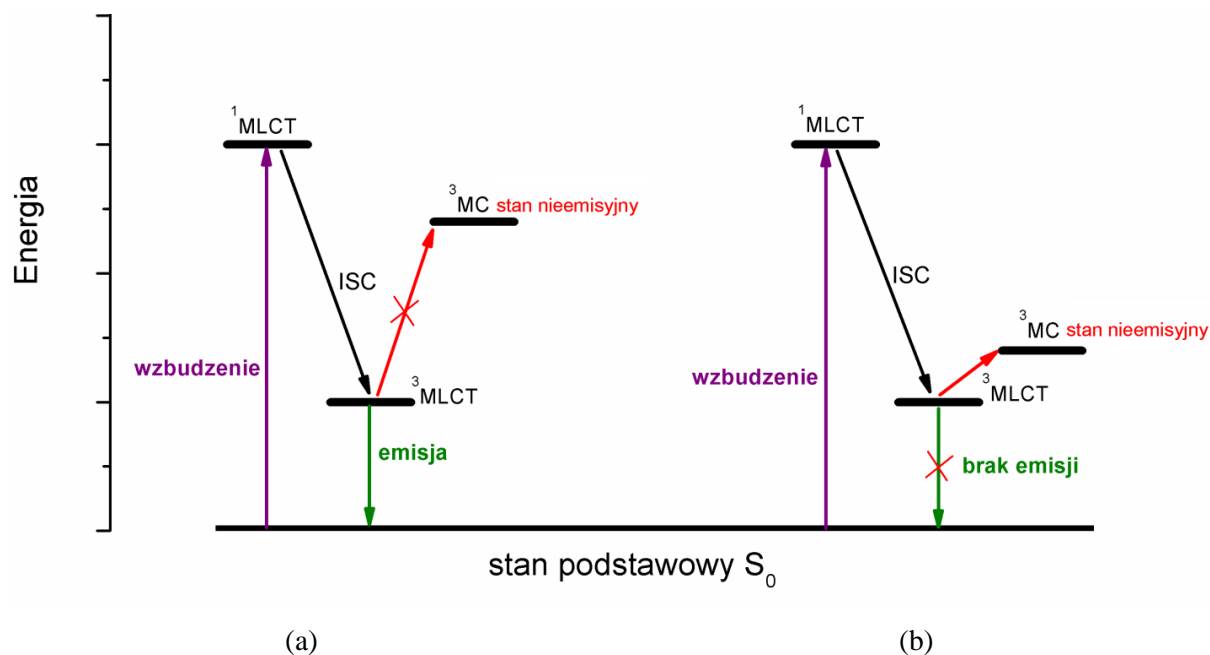 Energia
¹MLCT
³MC stan nieemisyjny
ISC
wzbudzenie
³MLCT
emisja
¹MLCT
ISC
³MC stan nieemisyjny
wzbudzenie
³MLCT
brak emisji
stan podstawowy S₀
(a)
(b)